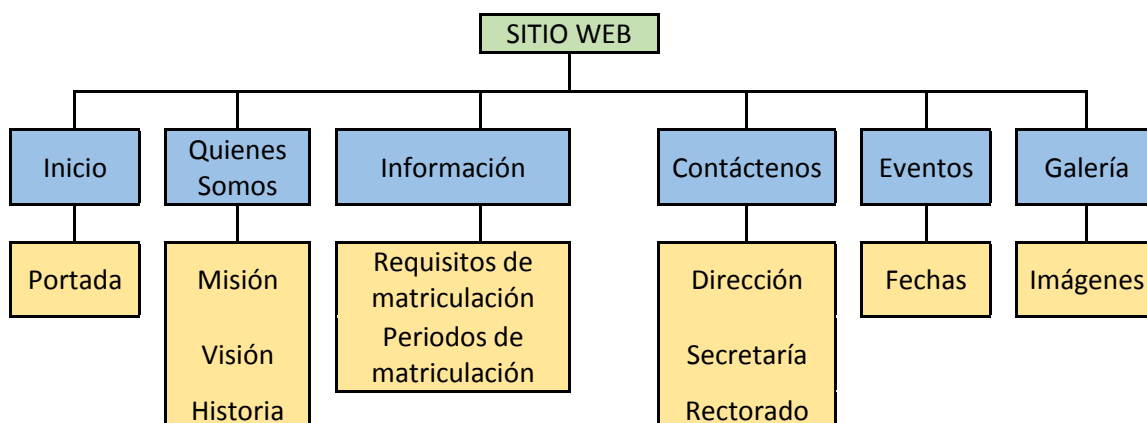 SITIO WEB
Inicio
Quienes
Somos
Información
Contáctenos
Eventos
Galería
Portada
Misión
Visión
Historia
Requisitos de
matriculación
Periodos de
matriculación
Dirección
Secretaría
Rectorado
Fechas
Imágenes